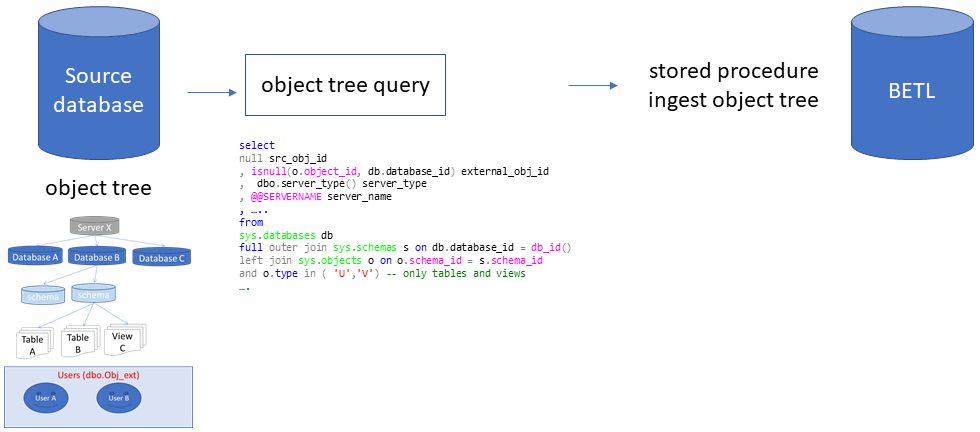 Source
database
object tree query
stored procedure
ingest object tree
BETL
object tree
select
null src_obj_id
, isnull(o.object_id, db.database_id) external_obj_id
,  dbo.server_type() server_type
, @@SERVERNAME server_name
, …..
from
sys.databases db
full outer join sys.schemas s on db.database_id = db_id()
left join sys.objects o on o.schema_id = s.schema_id
and o.type in ( 'U','V') -- only tables and views
….
Server X
Database A
Database B
Database C
schema
schema
Table
A
Table
B
View
C
Users (dbo.Obj_ext)
User A
User B